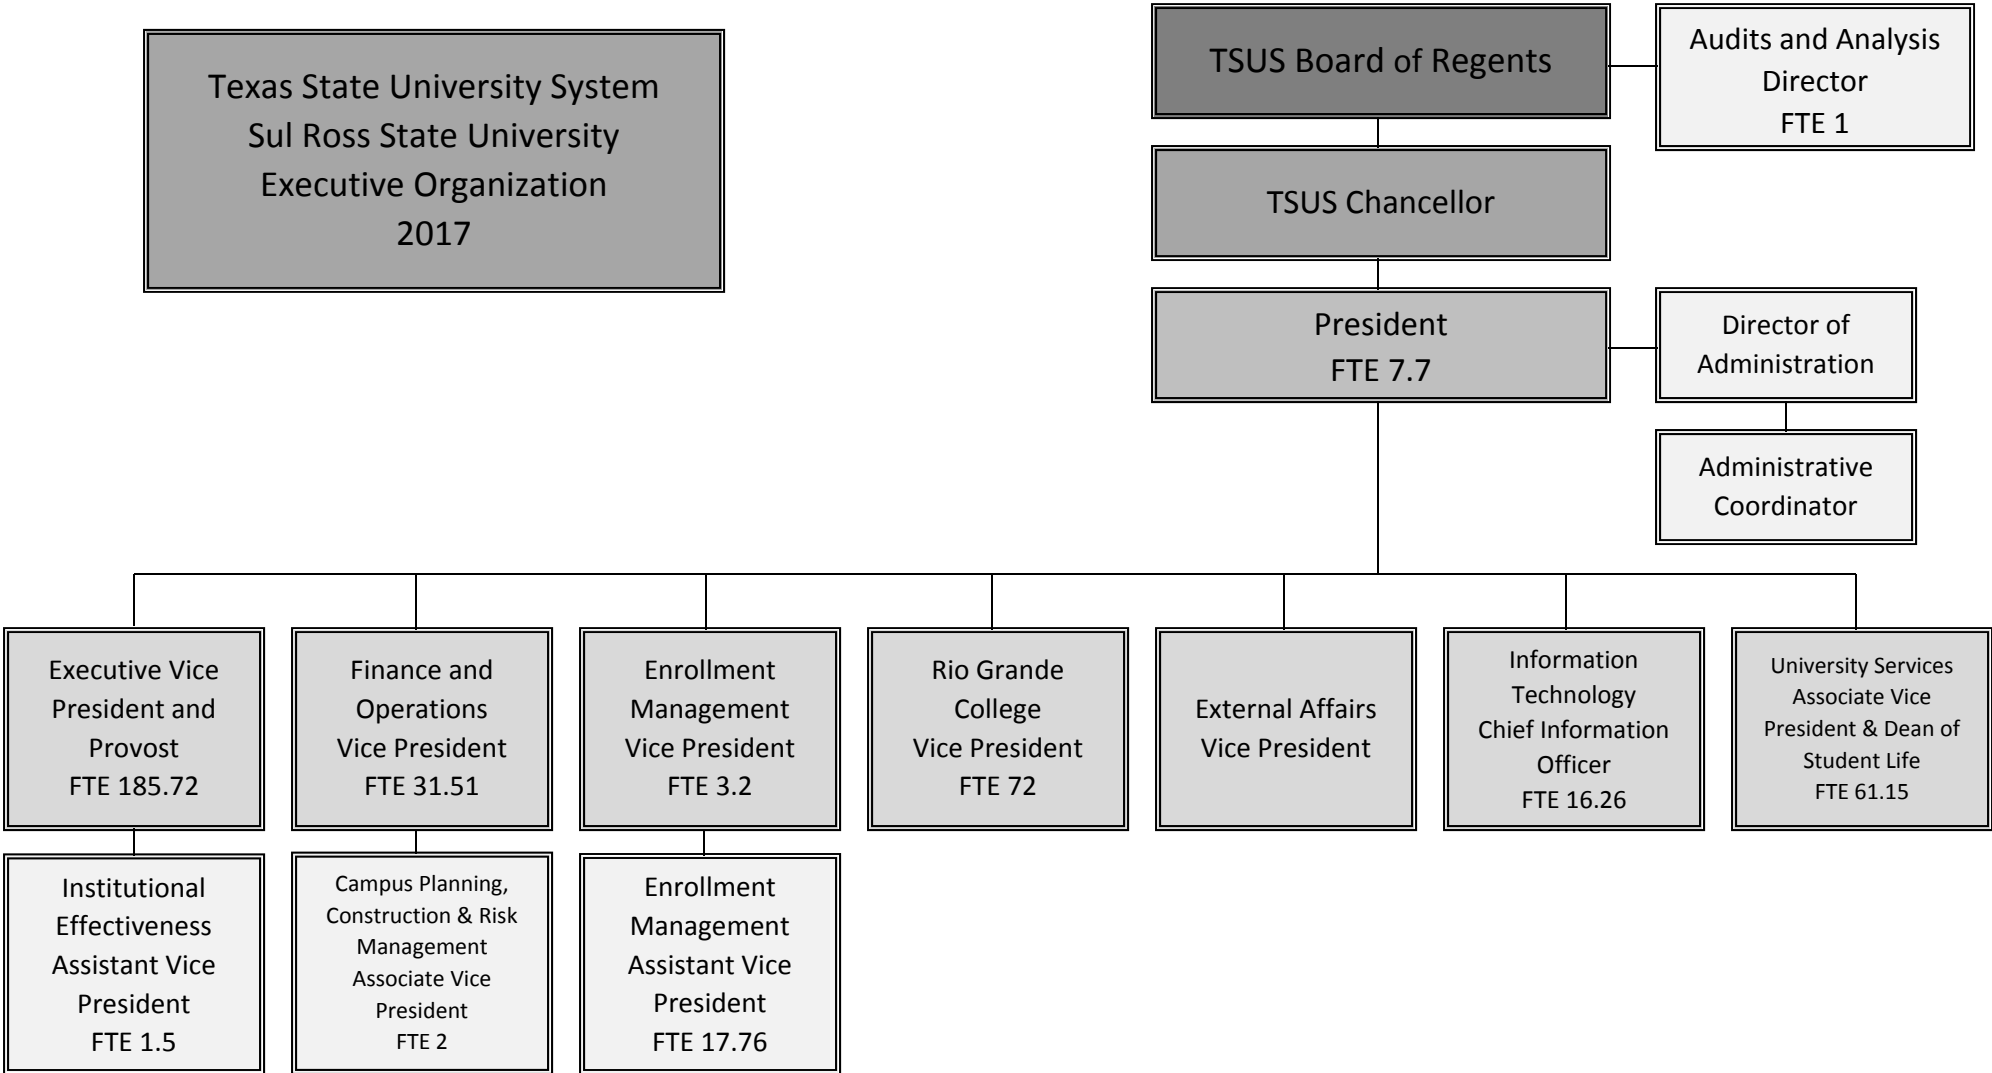 Texas State University System
Sul Ross State University
Executive Organization
2017
TSUS Board of Regents
Audits and Analysis
Director
FTE 1
TSUS Chancellor
President
FTE 7.7
Director of
Administration
Administrative
Coordinator
Executive Vice
President and
Provost
FTE 185.72
Finance and
Operations
Vice President
FTE 31.51
Enrollment
Management
Vice President
FTE 3.2
Rio Grande
College
Vice President
FTE 72
External Affairs
Vice President
Information
Technology
Chief Information
Officer
FTE 16.26
University Services
Associate Vice
President & Dean of
Student Life
FTE 61.15
Institutional
Effectiveness
Assistant Vice
President
FTE 1.5
Campus Planning,
Construction & Risk
Management
Associate Vice
President
FTE 2
Enrollment
Management
Assistant Vice
President
FTE 17.76